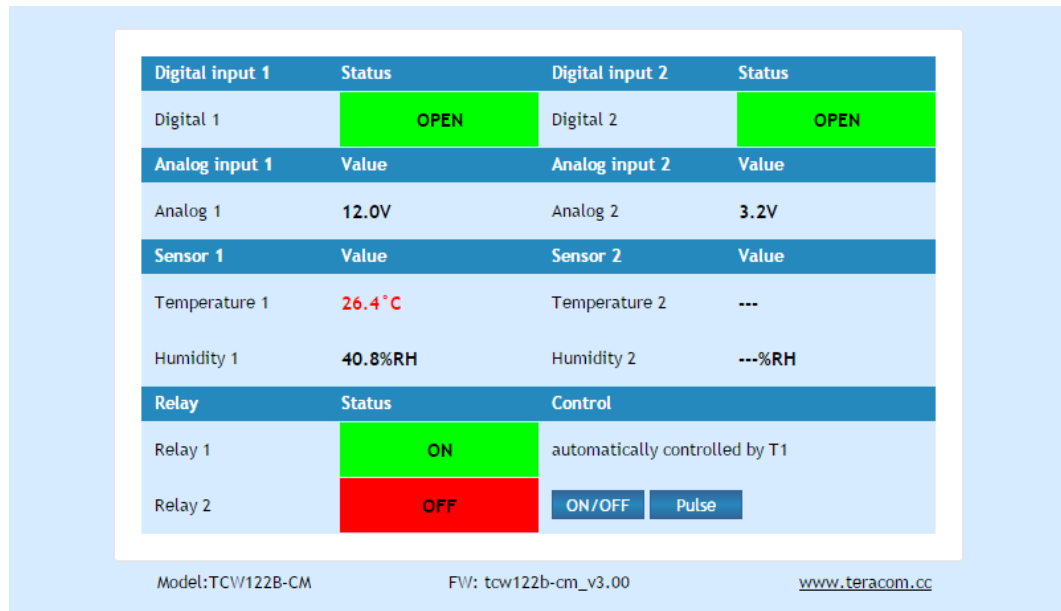 Digital input 1 Status Digital input 2 Status
Digital 1 OPEN Digital 2 OPEN
Analog input 1 Value Analog input 2 Value
Analog 1 12.0V Analog 2 3.2V
Sensor 1 Value Sensor 2 Value
Temperature 1 26.4°C Temperature 2 ---
Humidity 1 40.8%RH Humidity 2 ---%RH
Relay Status Control
Relay 1 ON automatically controlled by T1
Relay 2 OFF ON/OFF Pulse
Model:TCW122B-CM FW: tcw122b-cm_v3.00 www.teracom.cc